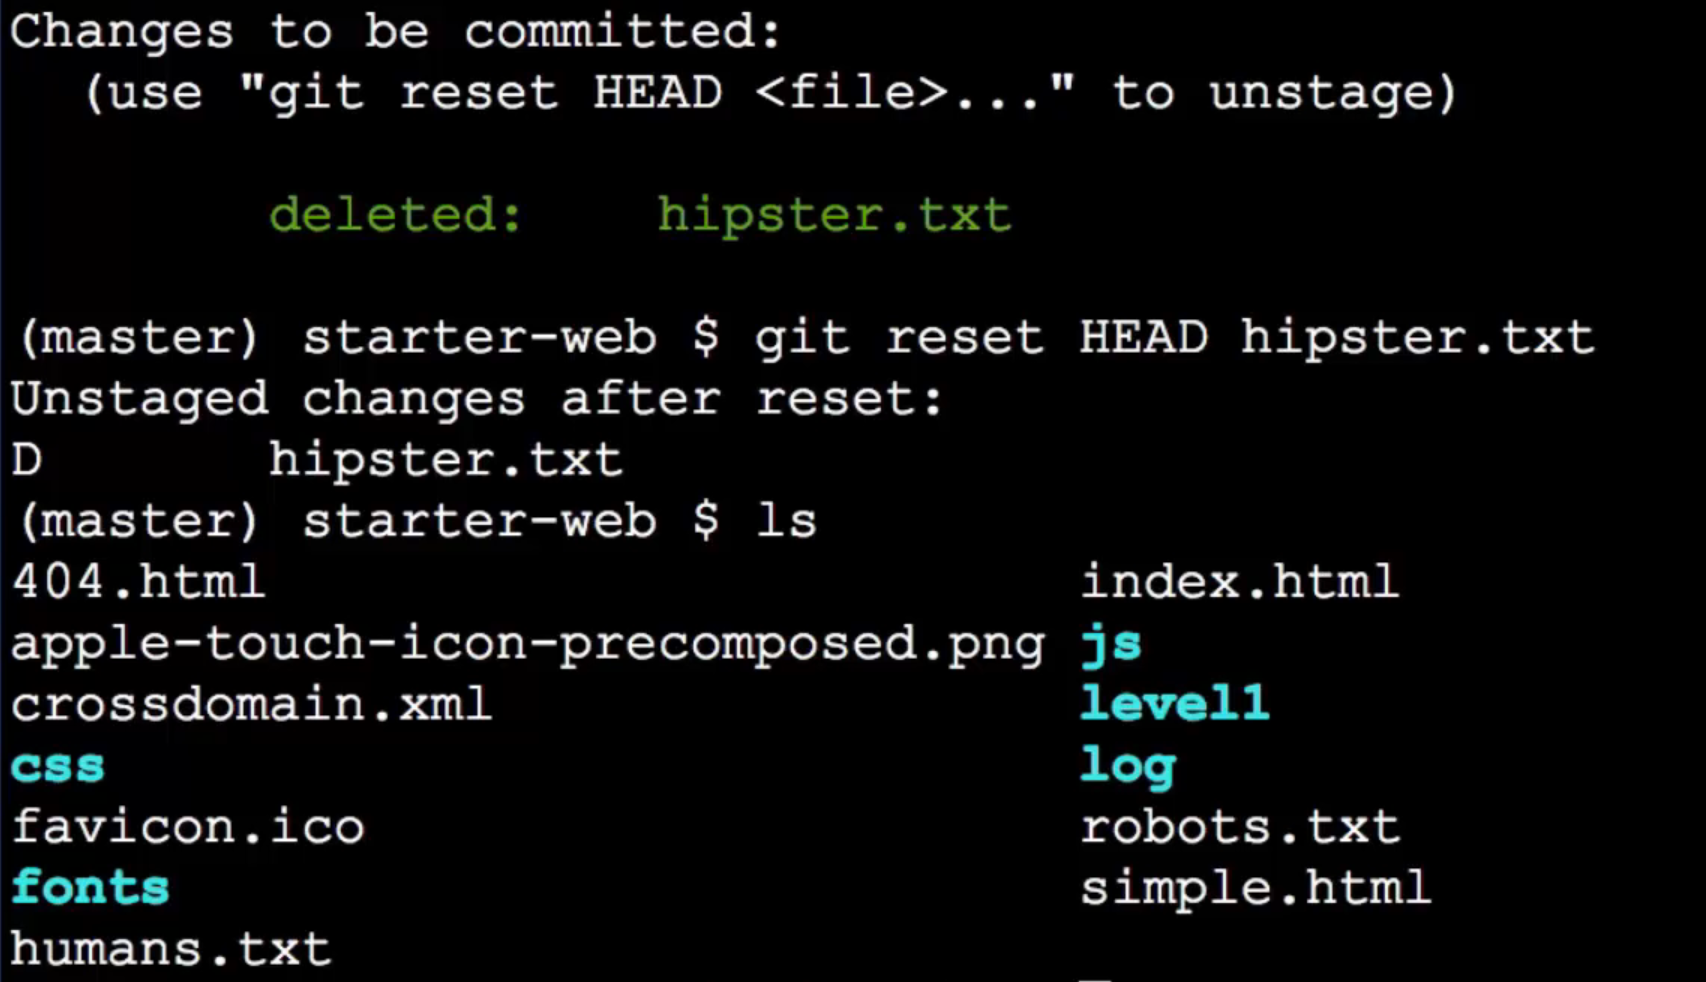 Changes to be committed:
  (use "git reset HEAD <file>..." to unstage)
        deleted:    hipster.txt
(master) starter-web $ git reset HEAD hipster.txt
Unstaged changes after reset:
D       hipster.txt
(master) starter-web $ ls
404.html                         index.html
apple-touch-icon-precomposed.png js
crossdomain.xml                  level1
css                              log
favicon.ico                      robots.txt
fonts                            simple.html
humans.txt